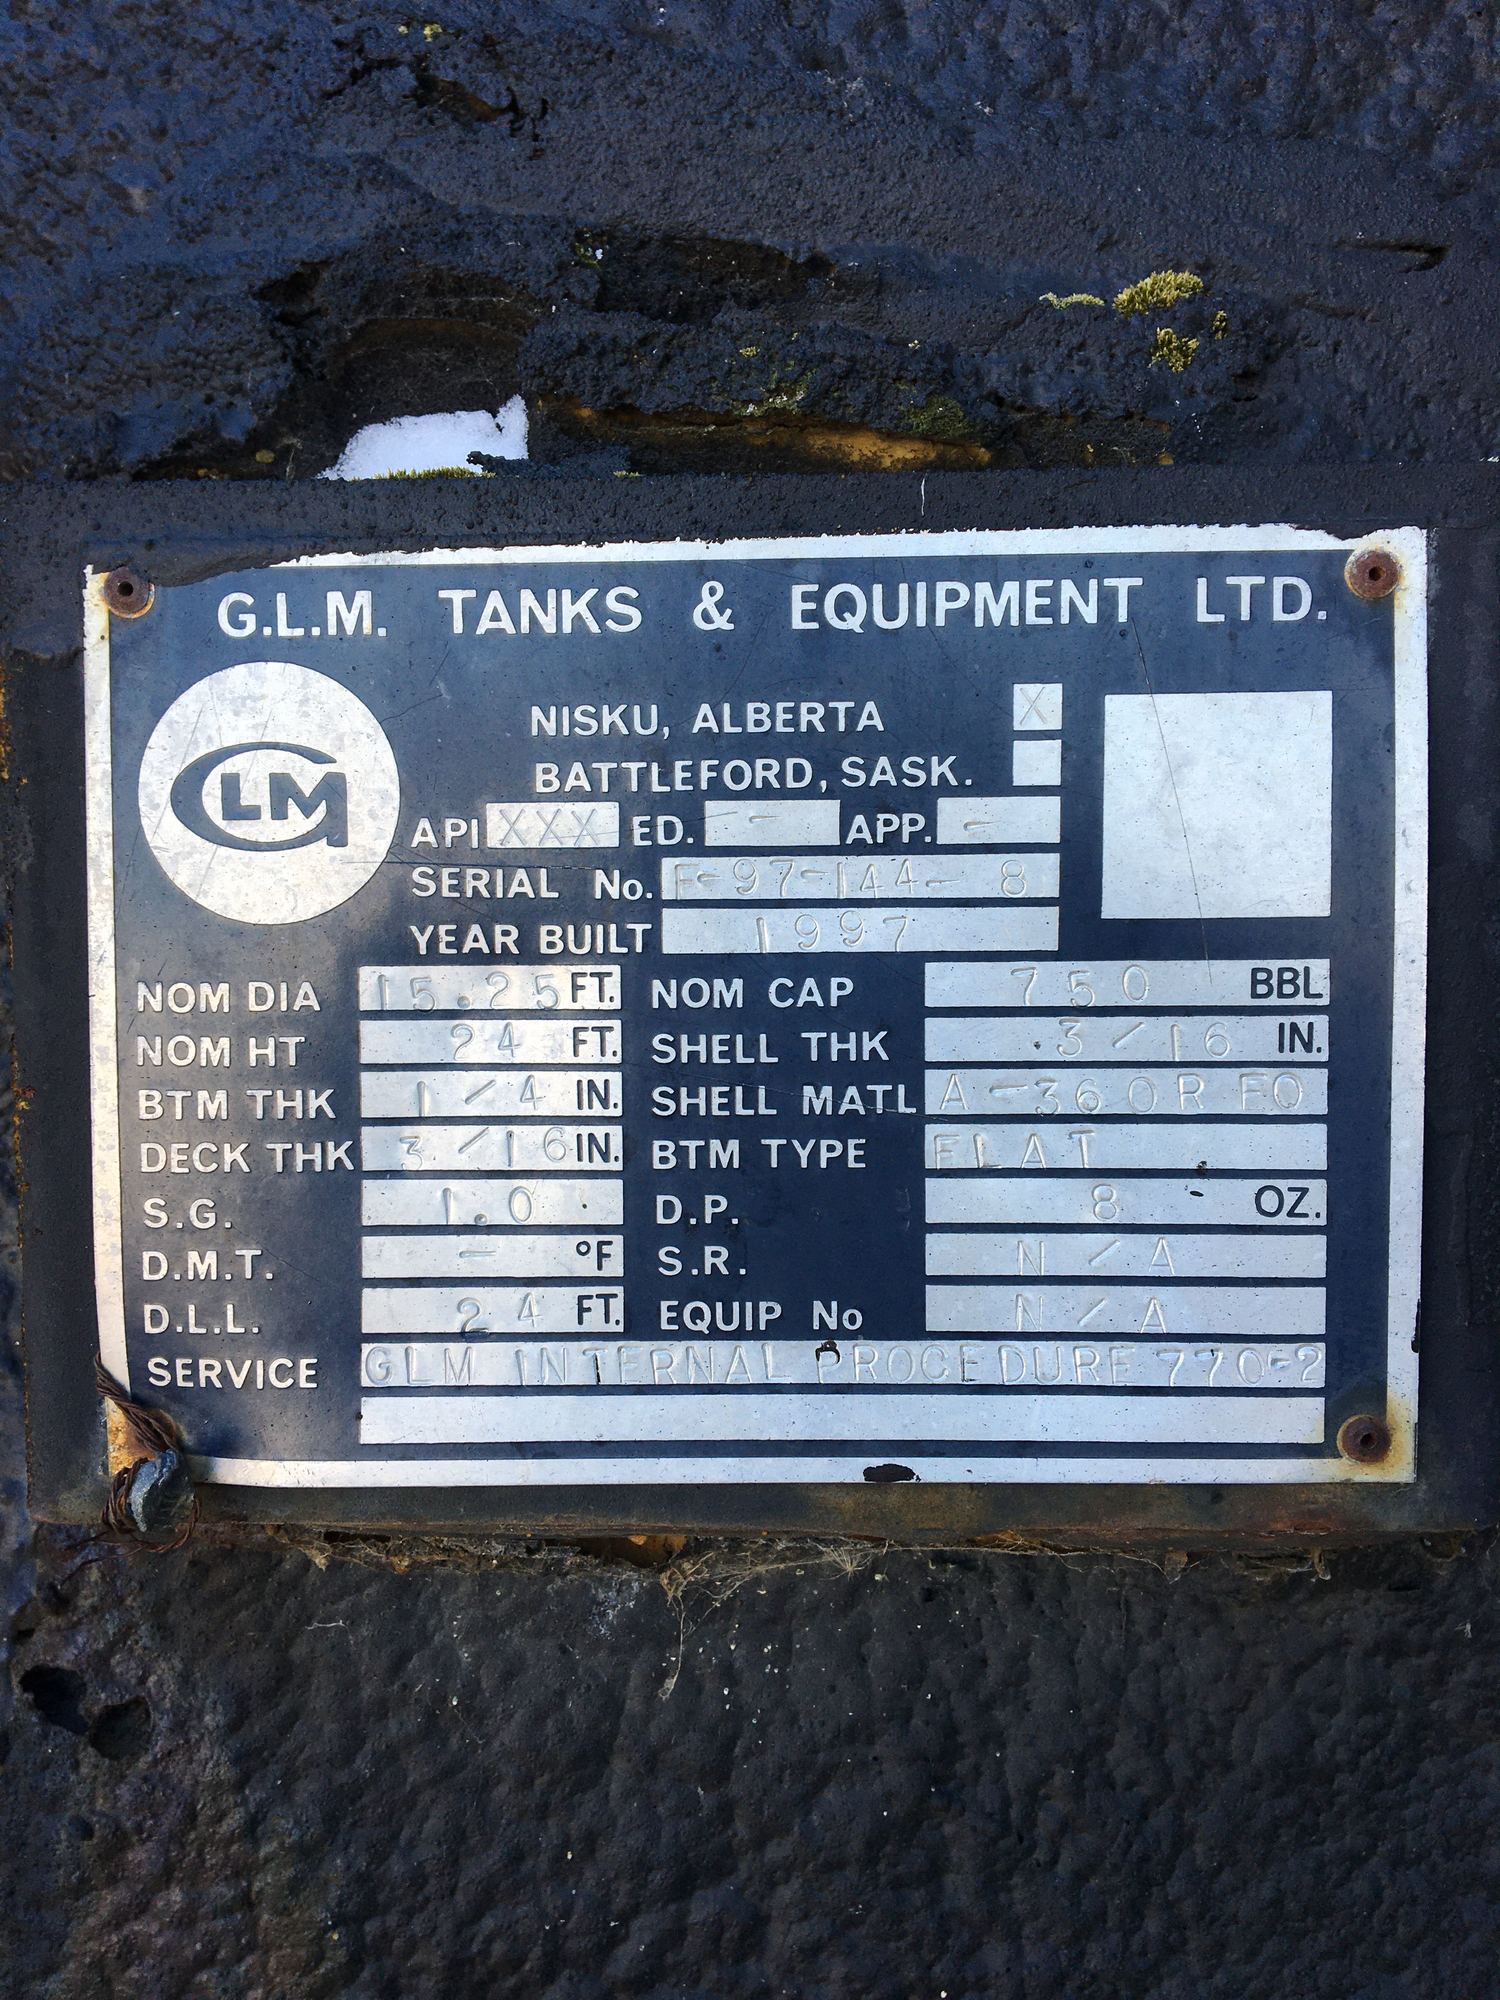 G.L.M. TANKS & EQUIPMENT LTD.
GLM
NISKU, ALBERTA X
BATTLEFORD, SASK.
API XXX ED. - APP. -
SERIAL No. F-97-144-8
YEAR BUILT 1997
NOM DIA 15.25 FT. NOM CAP 750 BBL
NOM HT 24 FT. SHELL THK 3/16 IN.
BTM THK 1/4 IN. SHELL MATL A-36 OR EQ
DECK THK 3/16 IN. BTM TYPE FLAT
S.G. 1.0 D.P. 8 OZ.
D.M.T. - °F S.R. N/A
D.L.L. 24 FT. EQUIP No N/A
SERVICE GLM INTERNAL PROCEDURE 770-2